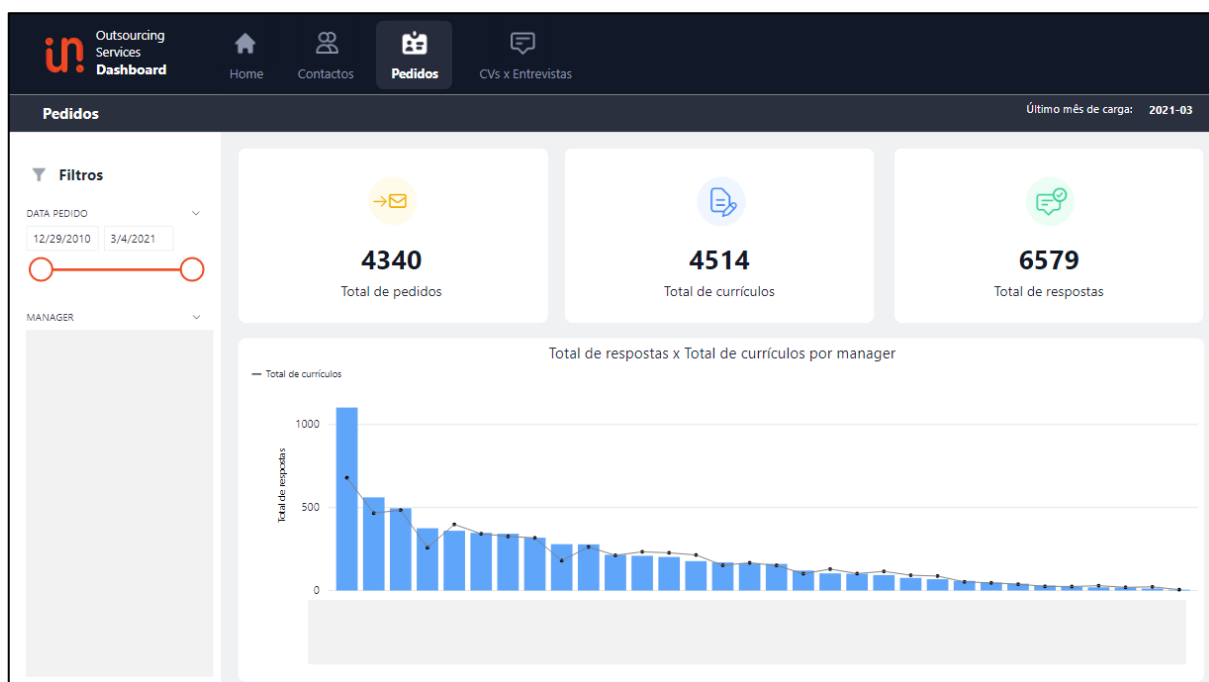 in!
Outsourcing
Services
Dashboard
Home
Contactos
Pedidos
CVs x Entrevistas
Pedidos
Último mês de carga: 2021-03
Filtros
DATA PEDIDO
12/29/2010 3/4/2021
MANAGER
4340
Total de pedidos
4514
Total de currículos
6579
Total de respostas
Total de respostas x Total de currículos por manager
Total de currículos
Total de respostas
1000
500
0